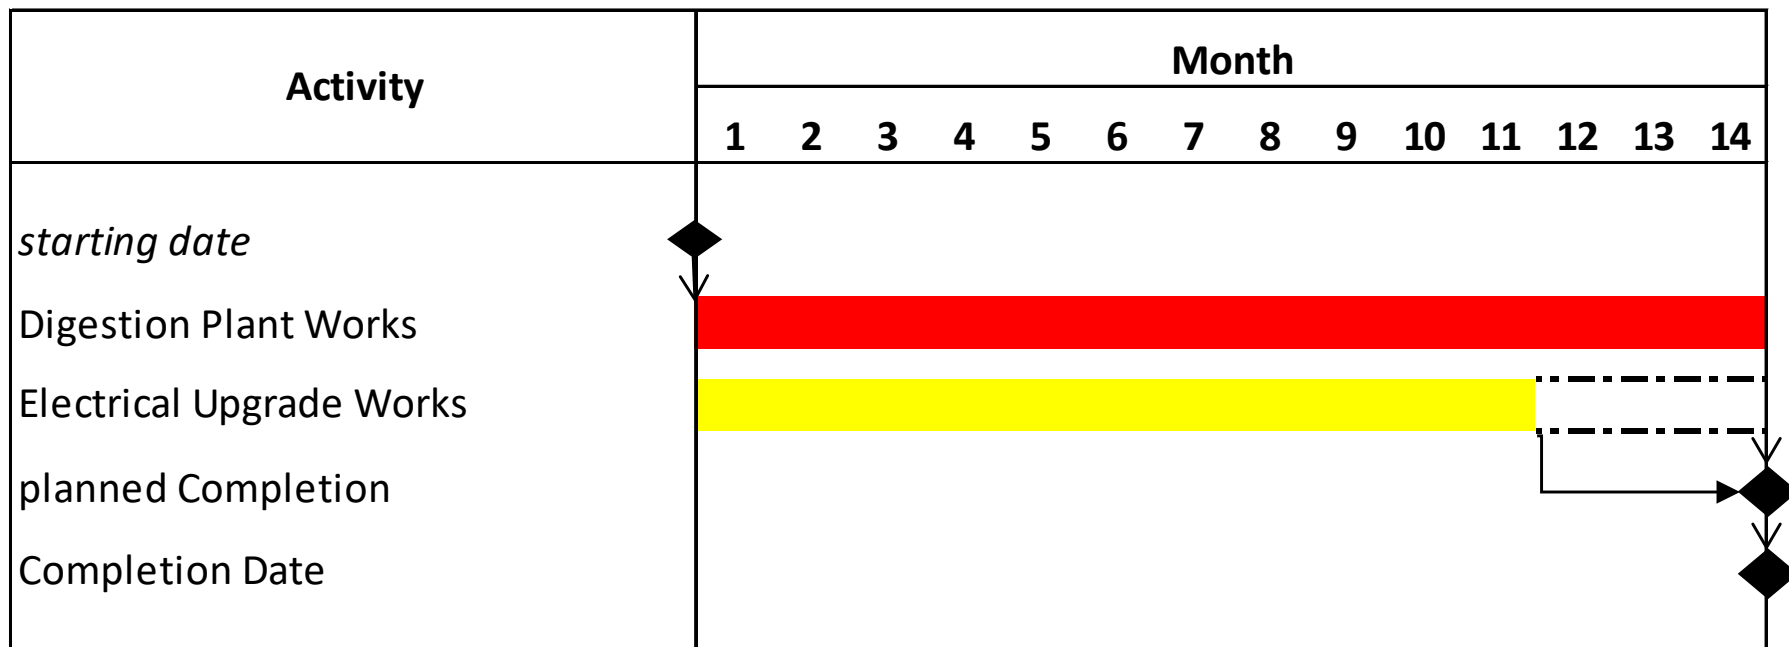 Activity
Month
1 2 3 4 5 6 7 8 9 10 11 12 13 14
starting date
Digestion Plant Works
Electrical Upgrade Works
planned Completion
Completion Date